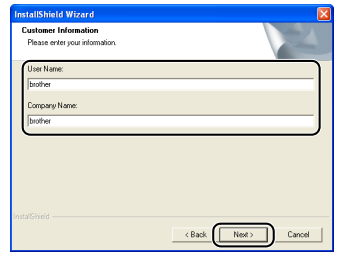 InstallShield Wizard
Customer Information
Please enter your information.
User Name:
brother
Company Name:
brother
InstallShield
< Back
Next >
Cancel